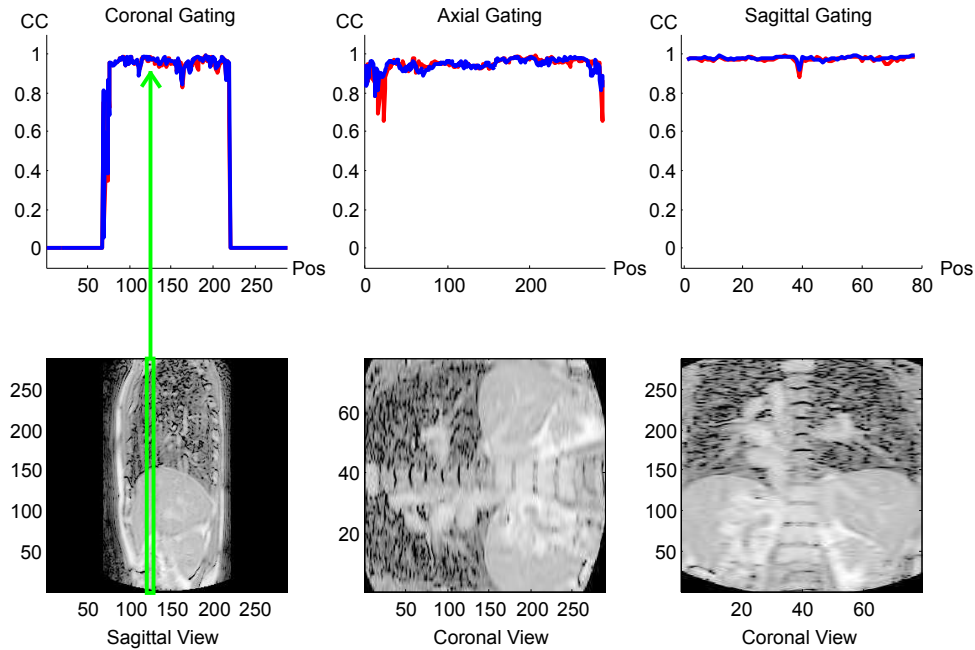 Coronal Gating
Axial Gating
Sagittal Gating
CC
CC
CC
1
0.8
0.6
0.4
0.2
0
50 100 150 200 250
Pos
1
0.8
0.6
0.4
0.2
0
0 100 200
Pos
1
0.8
0.6
0.4
0.2
0
0 20 40 60 80
Pos
250
200
150
100
50
50 100 150 200 250
Sagittal View
60
40
20
50 100 150 200 250
Coronal View
250
200
150
100
50
20 40 60
Coronal View